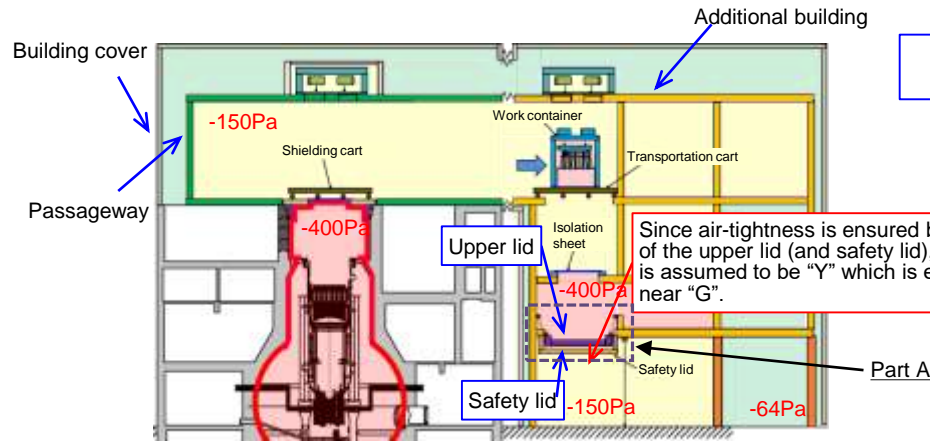 Additional building
Building cover
-150Pa
Work container
Shielding cart
Transportation cart
Passageway
-400Pa
Isolation
sheet
Upper lid
Since air-tightness is ensured
of the upper lid (and safety lid)
is assumed to be “Y” which is
near “G”.
-400Pa
Part A
Safety lid
Safety lid
-150Pa
-64Pa